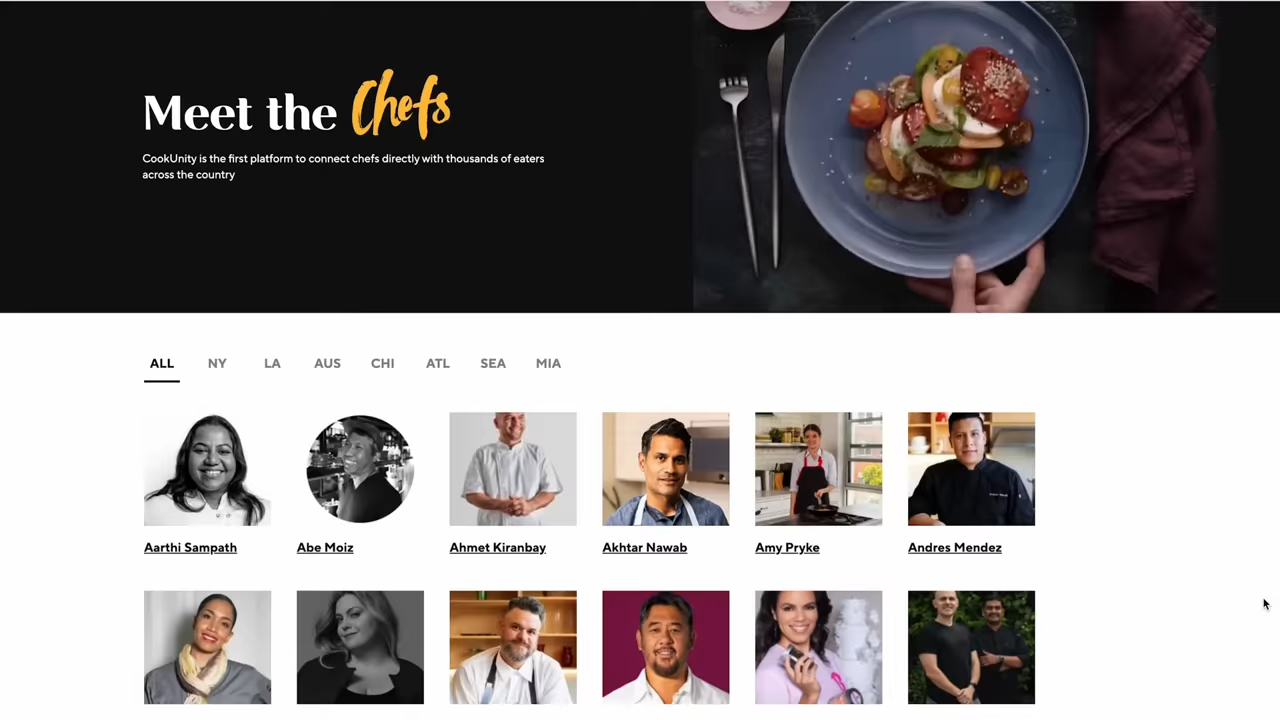 Meet the Chefs
CookUnity is the first platform to connect chefs directly with thousands of eaters
across the country
ALL NY LA AUS CHI ATL SEA MIA
Aarthi Sampath Abe Moiz Ahmet Kiranbay Akhtar Nawab Amy Pryke Andres Mendez